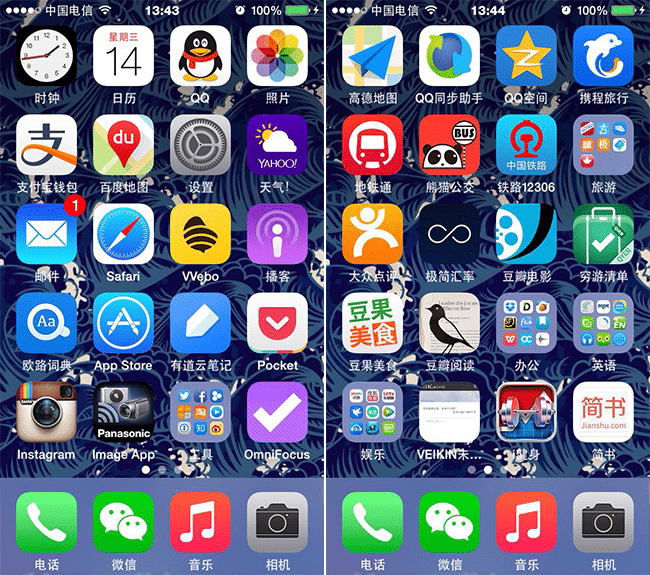 中国电信 13:43 100%
星期三
14
时钟 日历 QQ 照片
支
du
YAHOO!
支付宝钱包 百度地图 设置 天气!
1
邮件 Safari VVebo 播客
Aa
欧路词典 App Store 有道云笔记 Pocket
Panasonic
Instagram Image App 工具 OmniFocus
电话 微信 音乐 相机
中国电信 13:44 100%
Z
高德地图 QQ同步助手 QQ空间 携程旅行
BUS
中国铁路
地铁通 熊猫公交 铁路12306 旅游
大众点评 极简汇率 豆瓣电影 穷游清单
豆果
美食
豆果美食 豆瓣阅读 办公 英语
简书
Jianshu.com
娱乐 VEIKIN未... i健身 简书
电话 微信 音乐 相机